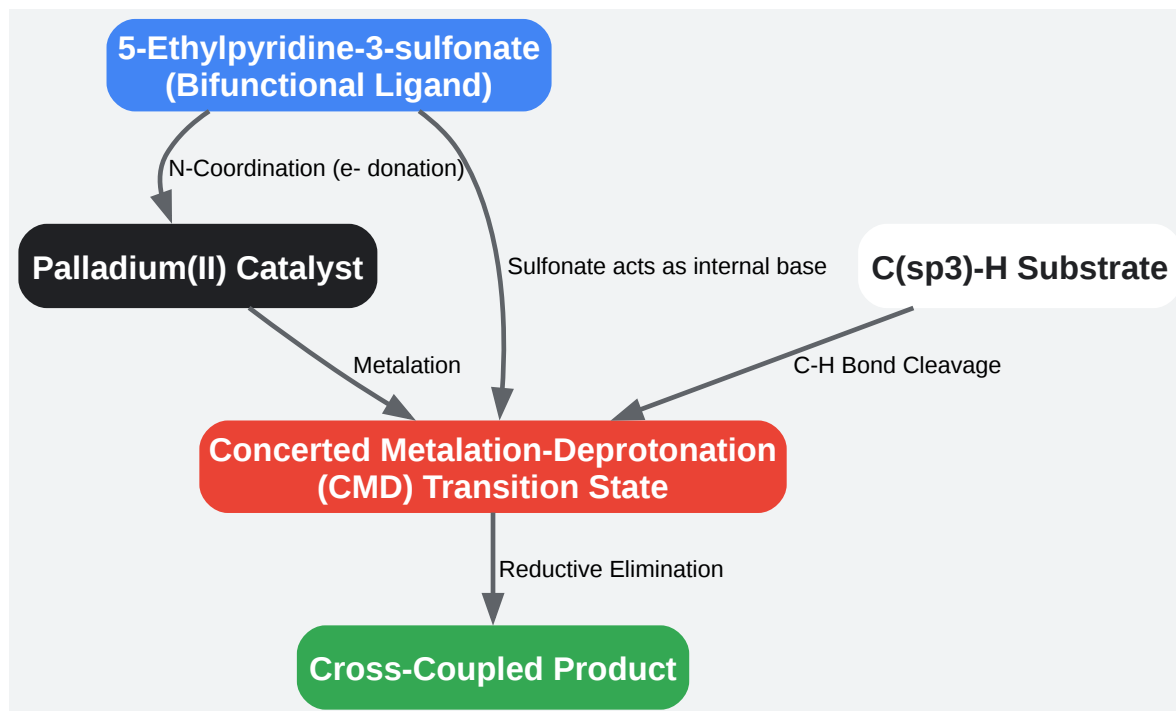 5-Ethylpyridine-3-sulfonate
(Bifunctional Ligand)
N-Coordination (e- donation)
Palladium(II) Catalyst
Sulfonate acts as internal base
C(sp3)-H Substrate
Metalation
C-H Bond Cleavage
Concerted Metalation-Deprotonation
(CMD) Transition State
Reductive Elimination
Cross-Coupled Product